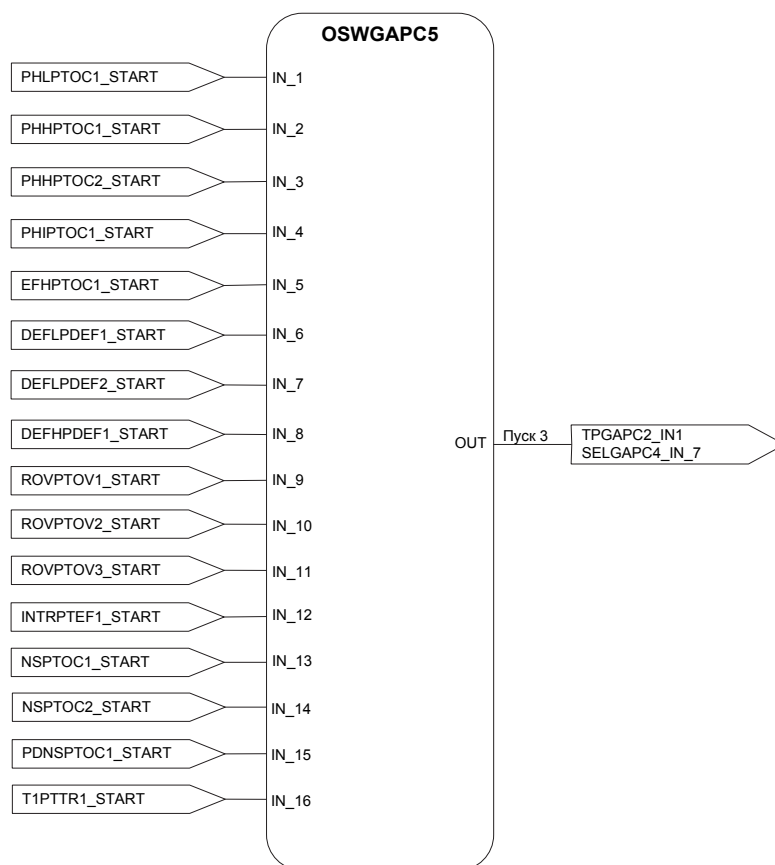 OSWGAPC5
PHLPTOC1_START
IN_1
PHHPTOC1_START
IN_2
PHHPTOC2_START
IN_3
PHIPTOC1_START
IN_4
EFHPTOC1_START
IN_5
DEFLPDEF1_START
IN_6
DEFLPDEF2_START
IN_7
DEFHPDEF1_START
IN_8
OUT
Пуск 3
TPGAPC2_IN1
SELGAPC4_IN_7
ROVPTOV1_START
IN_9
ROVPTOV2_START
IN_10
ROVPTOV3_START
IN_11
INTRPTEF1_START
IN_12
NSPTOC1_START
IN_13
NSPTOC2_START
IN_14
PDNSPTOC1_START
IN_15
T1PTTR1_START
IN_16